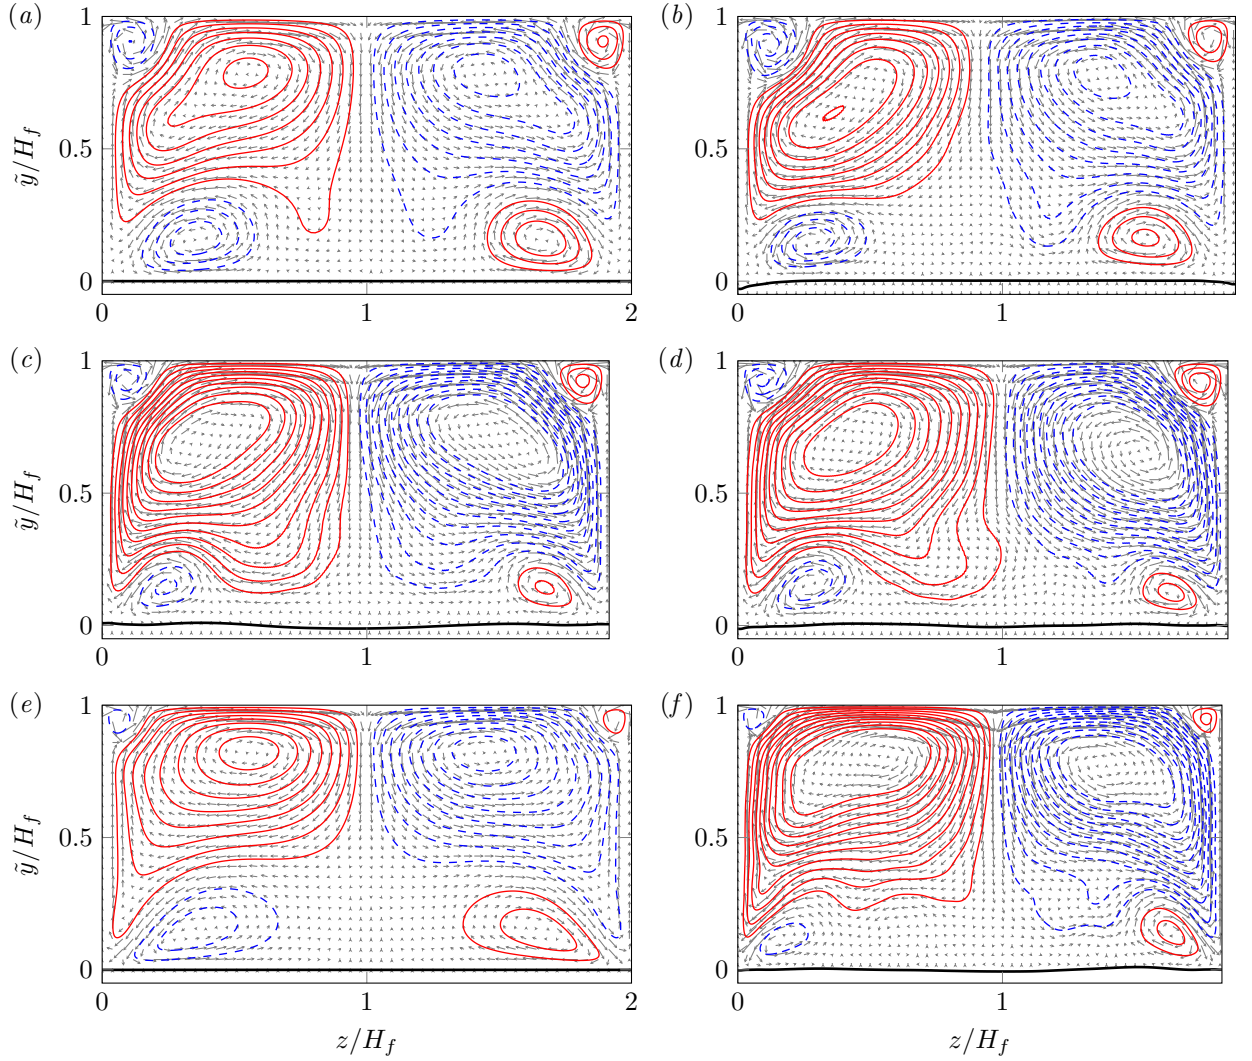 (a) (b)
1 1
ỹ/H_f 0.5 0.5
0 0
0 1 2 0 1
(c) (d)
1 1
ỹ/H_f 0.5 0.5
0 0
0 1 0 1
(e) (f)
1 1
ỹ/H_f 0.5 0.5
0 0
0 1 2 0 1
z/H_f z/H_f